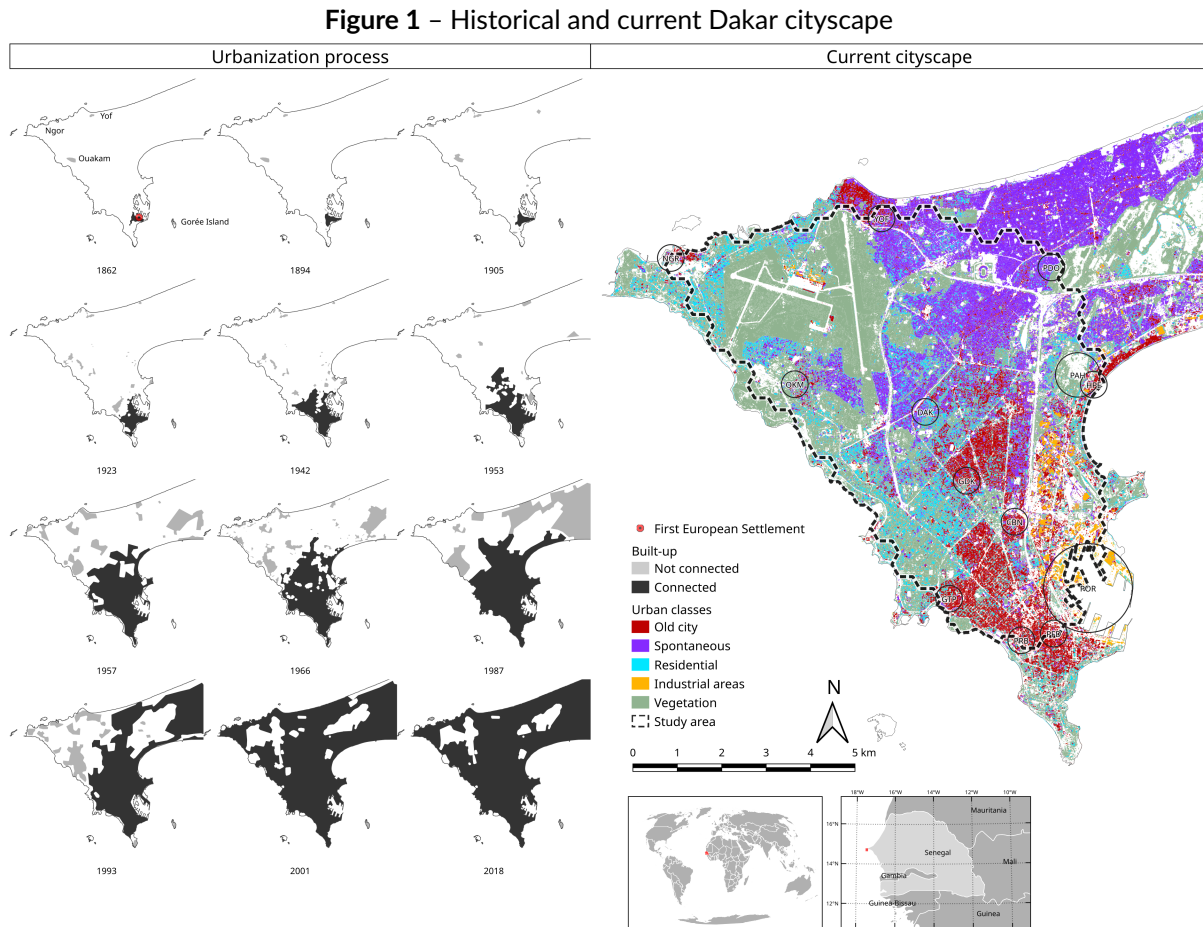 Figure 1 – Historical and current Dakar cityscape
Urbanization process
Current cityscape
Yof
Ngor
Ouakam
Gorée Island
1862
1894
1905
1923
1942
1953
1957
1966
1987
1993
2001
2018
YOF
NGR
PDO
PAH
OKM
DAK
GDK
CBN
POR
PRB
First European Settlement
Built-up
Not connected
Connected
Urban classes
Old city
Spontaneous
Residential
Industrial areas
Vegetation
Study area
N
0 1 2 3 4 5 km
18°W 16°W 14°W 12°W 10°W
16°N
14°N
12°N
Mauritania
Senegal
Mali
Gambia
Guinea-Bissau
Guinea